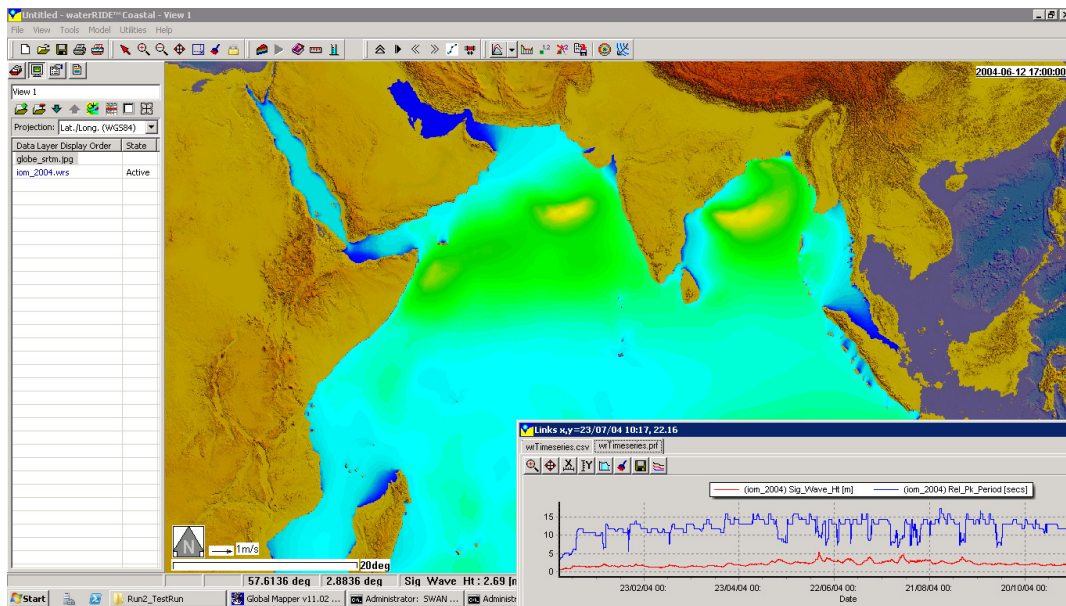 Untitled - waterRIDE™ Coastal - View 1
File View Tools Model Utilities Help
View 1
Projection: Lat./Long. (WGS84)
Data Layer Display Order State
globe_srtm.jpg
iom_2004.wrs Active
2004-06-12 17:00:00
N
1m/s
20deg
57.6136 deg 2.8836 deg Sig Wave Ht : 2.69 [m
Links x,y=23/07/04 10:17, 22.16
wrTimeseries.csv wrTimeseries.prf
(iom_2004) Sig_Wave_Ht [m] (iom_2004) Rel_Pk_Period [secs]
15
10
5
0
23/02/04 00: 23/04/04 00: 22/06/04 00: 21/08/04 00: 20/10/04 00:
Date
Start Run2_TestRun Global Mapper v11.02 ... Administrator: SWAN ... Administr